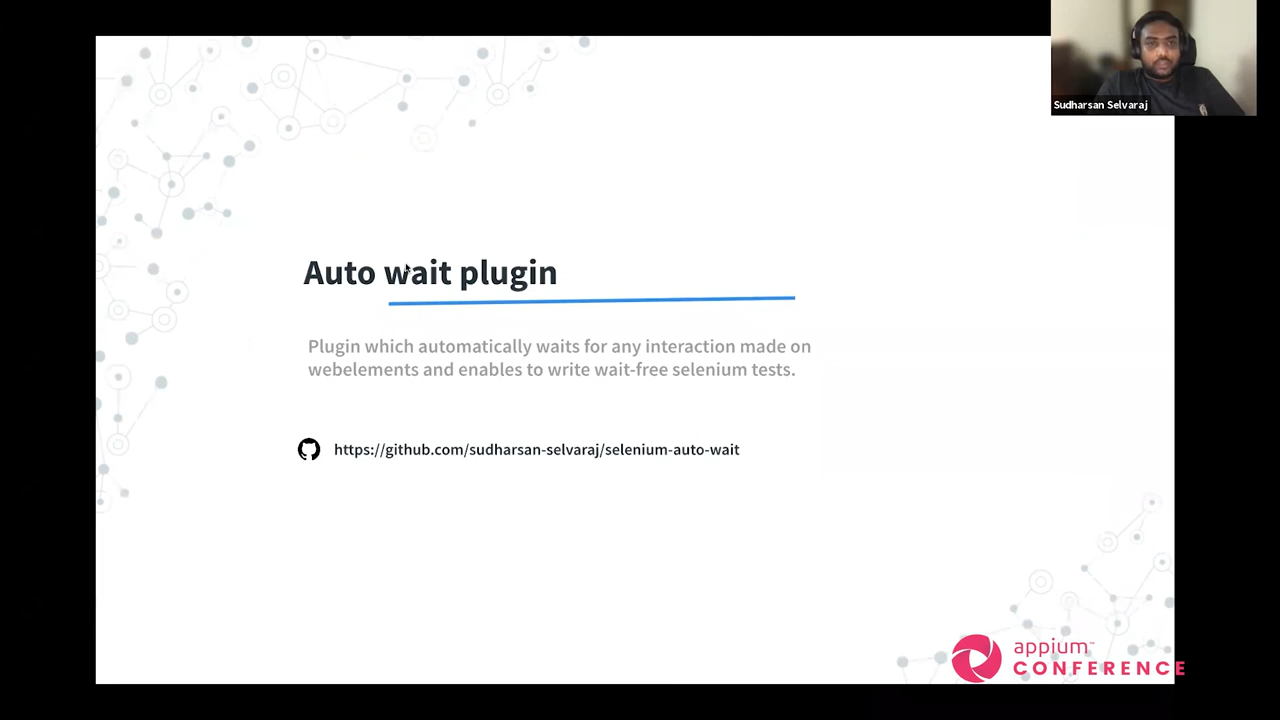 Sudharsan Selvaraj
Auto wait plugin
Plugin which automatically waits for any interaction made on
webelements and enables to write wait-free selenium tests.
https://github.com/sudharsan-selvaraj/selenium-auto-wait
appium™
CONFERENCE